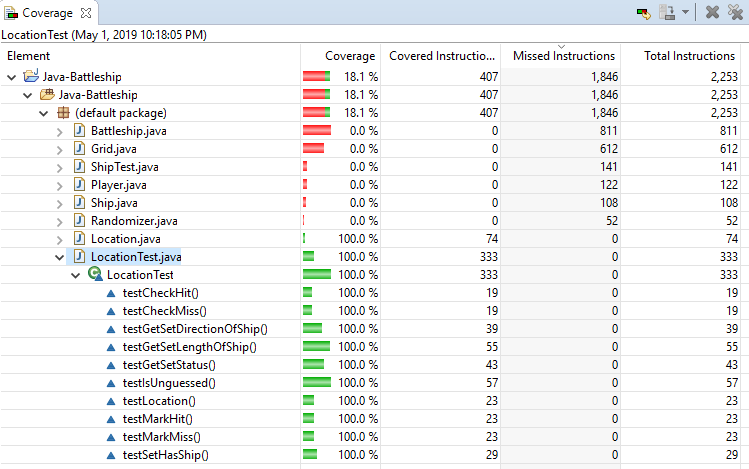 Coverage
LocationTest (May 1, 2019 10:18:05 PM)
Element Coverage Covered Instructio... Missed Instructions Total Instructions
Java-Battleship 18.1 % 407 1,846 2,253
Java-Battleship 18.1 % 407 1,846 2,253
(default package) 18.1 % 407 1,846 2,253
Battleship.java 0.0 % 0 811 811
Grid.java 0.0 % 0 612 612
ShipTest.java 0.0 % 0 141 141
Player.java 0.0 % 0 122 122
Ship.java 0.0 % 0 108 108
Randomizer.java 0.0 % 0 52 52
Location.java 100.0 % 74 0 74
LocationTest.java 100.0 % 333 0 333
LocationTest 100.0 % 333 0 333
testCheckHit() 100.0 % 19 0 19
testCheckMiss() 100.0 % 19 0 19
testGetSetDirectionOfShip() 100.0 % 39 0 39
testGetSetLengthOfShip() 100.0 % 55 0 55
testGetSetStatus() 100.0 % 43 0 43
testIsUnguessed() 100.0 % 57 0 57
testLocation() 100.0 % 23 0 23
testMarkHit() 100.0 % 23 0 23
testMarkMiss() 100.0 % 23 0 23
testSetHasShip() 100.0 % 29 0 29